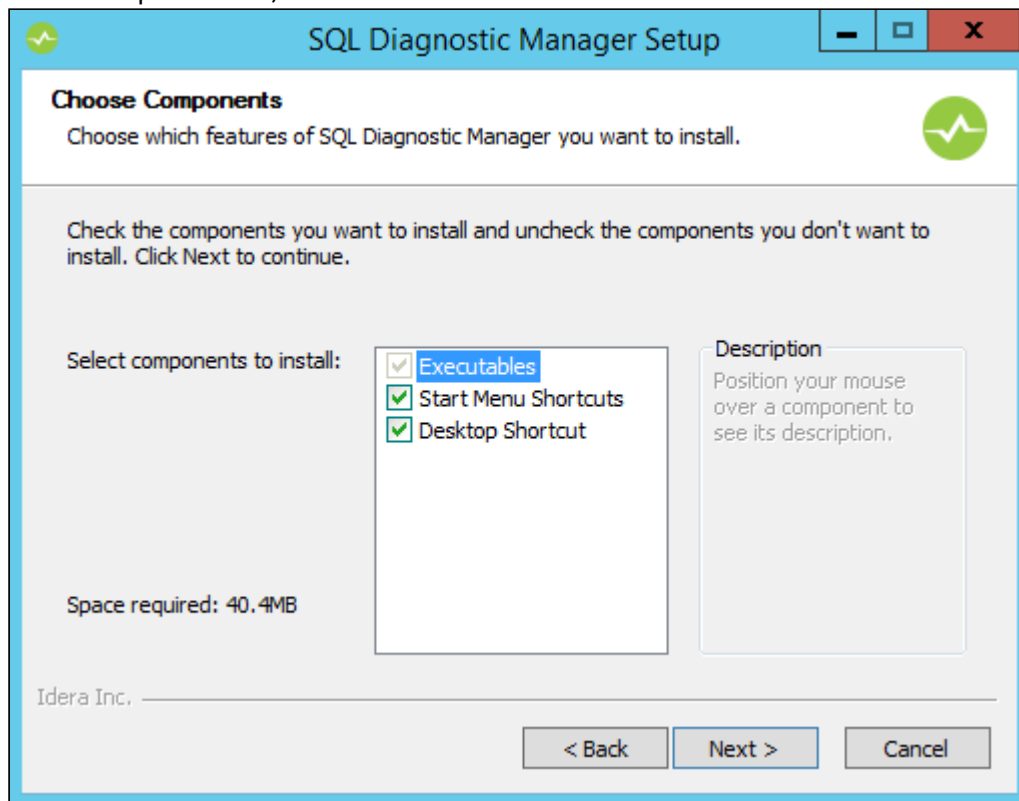 SQL Diagnostic Manager Setup
Choose Components
Choose which features of SQL Diagnostic Manager you want to install.
Check the components you want to install and uncheck the components you don't want to
install. Click Next to continue.
Select components to install:
Executables
Start Menu Shortcuts
Desktop Shortcut
Description
Position your mouse
over a component to
see its description.
Space required: 40.4MB
Idera Inc.
< Back
Next >
Cancel